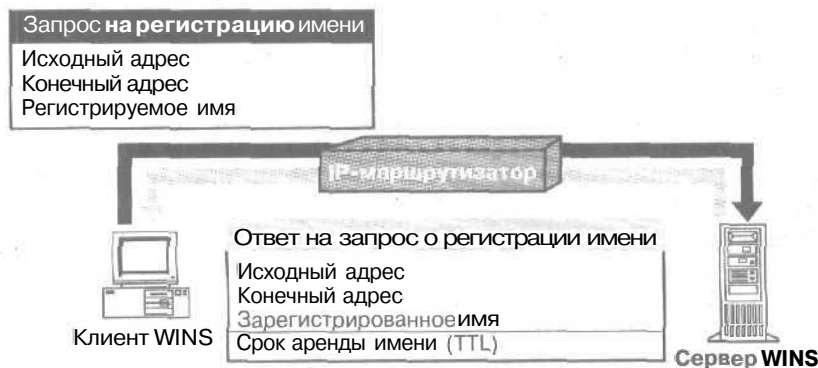 Запрос на регистрацию имени
Исходный адрес
Конечный адрес
Регистрируемое имя
IP-маршрутизатор
Ответ на запрос о регистрации имени
Исходный адрес
Конечный адрес
Зарегистрированное имя
Срок аренды имени (TTL)
Клиент WINS
Сервер WINS